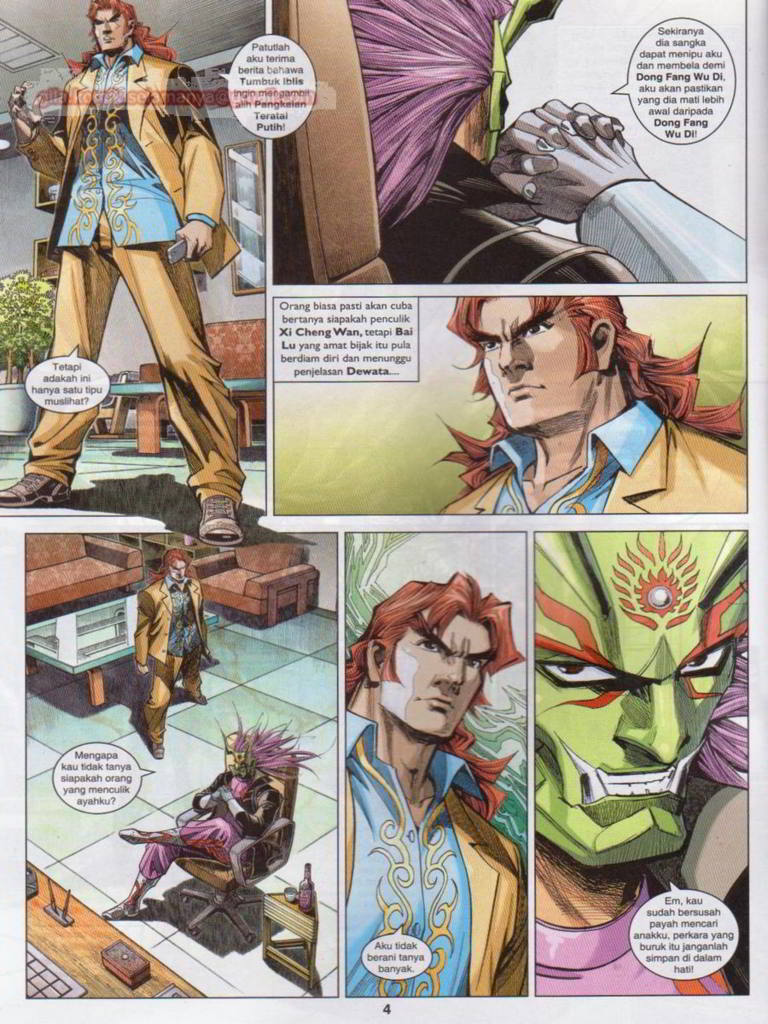 Patutlah
aku terima
berita bahawa
Tumbuk Iblis
ingin mengambil
alih Pangkalan
Teratai
Putih!
Sekiranya
dia sangka
dapat menipu aku
dan membela demi
Dong Fang Wu Di,
aku akan pastikan
yang dia mati lebih
awal daripada
Dong Fang
Wu Di!
Tetapi
adakah ini
hanya satu tipu
muslihat?
Orang biasa pasti akan cuba
bertanya siapakah penculik
Xi Cheng Wan, tetapi Bai
Lu yang amat bijak itu pula
berdiam diri dan menunggu
penjelasan Dewata....
Mengapa
kau tidak tanya
siapakah orang
yang menculik
ayahku?
Aku tidak
berani tanya
banyak.
Em, kau
sudah bersusah
payah mencari
anakku, perkara yang
buruk itu janganlah
simpan di dalam
hati!
4